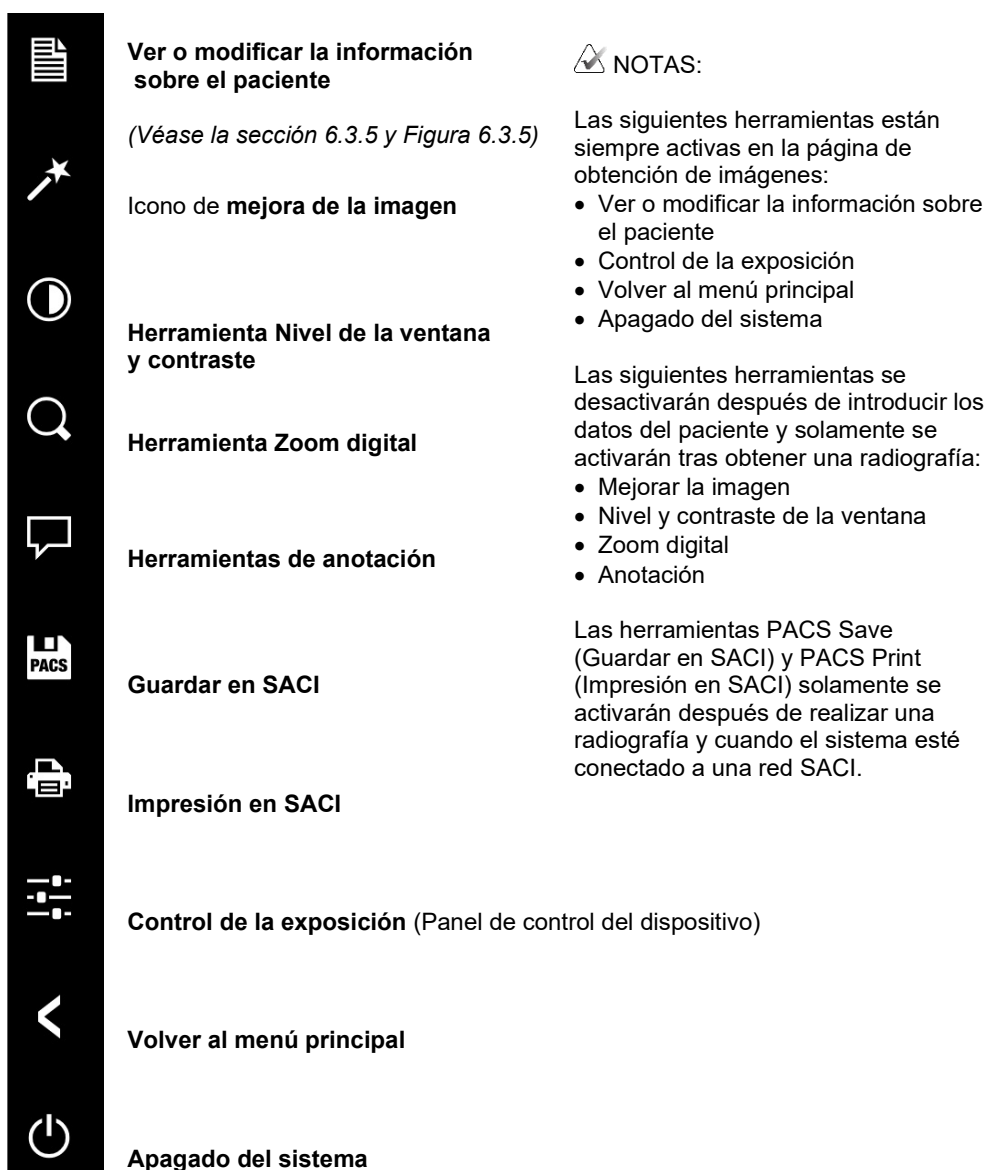 Ver o modificar la información
sobre el paciente
(Véase la sección 6.3.5 y Figura 6.3.5)
Icono de mejora de la imagen
Herramienta Nivel de la ventana
y contraste
Herramienta Zoom digital
Herramientas de anotación
PACS
Guardar en SACI
Impresión en SACI
Control de la exposición (Panel de control del dispositivo)
Volver al menú principal
Apagado del sistema
NOTAS:
Las siguientes herramientas están
siempre activas en la página de
obtención de imágenes:
• Ver o modificar la información sobre
el paciente
• Control de la exposición
• Volver al menú principal
• Apagado del sistema
Las siguientes herramientas se
desactivarán después de introducir los
datos del paciente y solamente se
activarán tras obtener una radiografía:
• Mejorar la imagen
• Nivel y contraste de la ventana
• Zoom digital
• Anotación
Las herramientas PACS Save
(Guardar en SACI) y PACS Print
(Impresión en SACI) solamente se
activarán después de realizar una
radiografía y cuando el sistema esté
conectado a una red SACI.